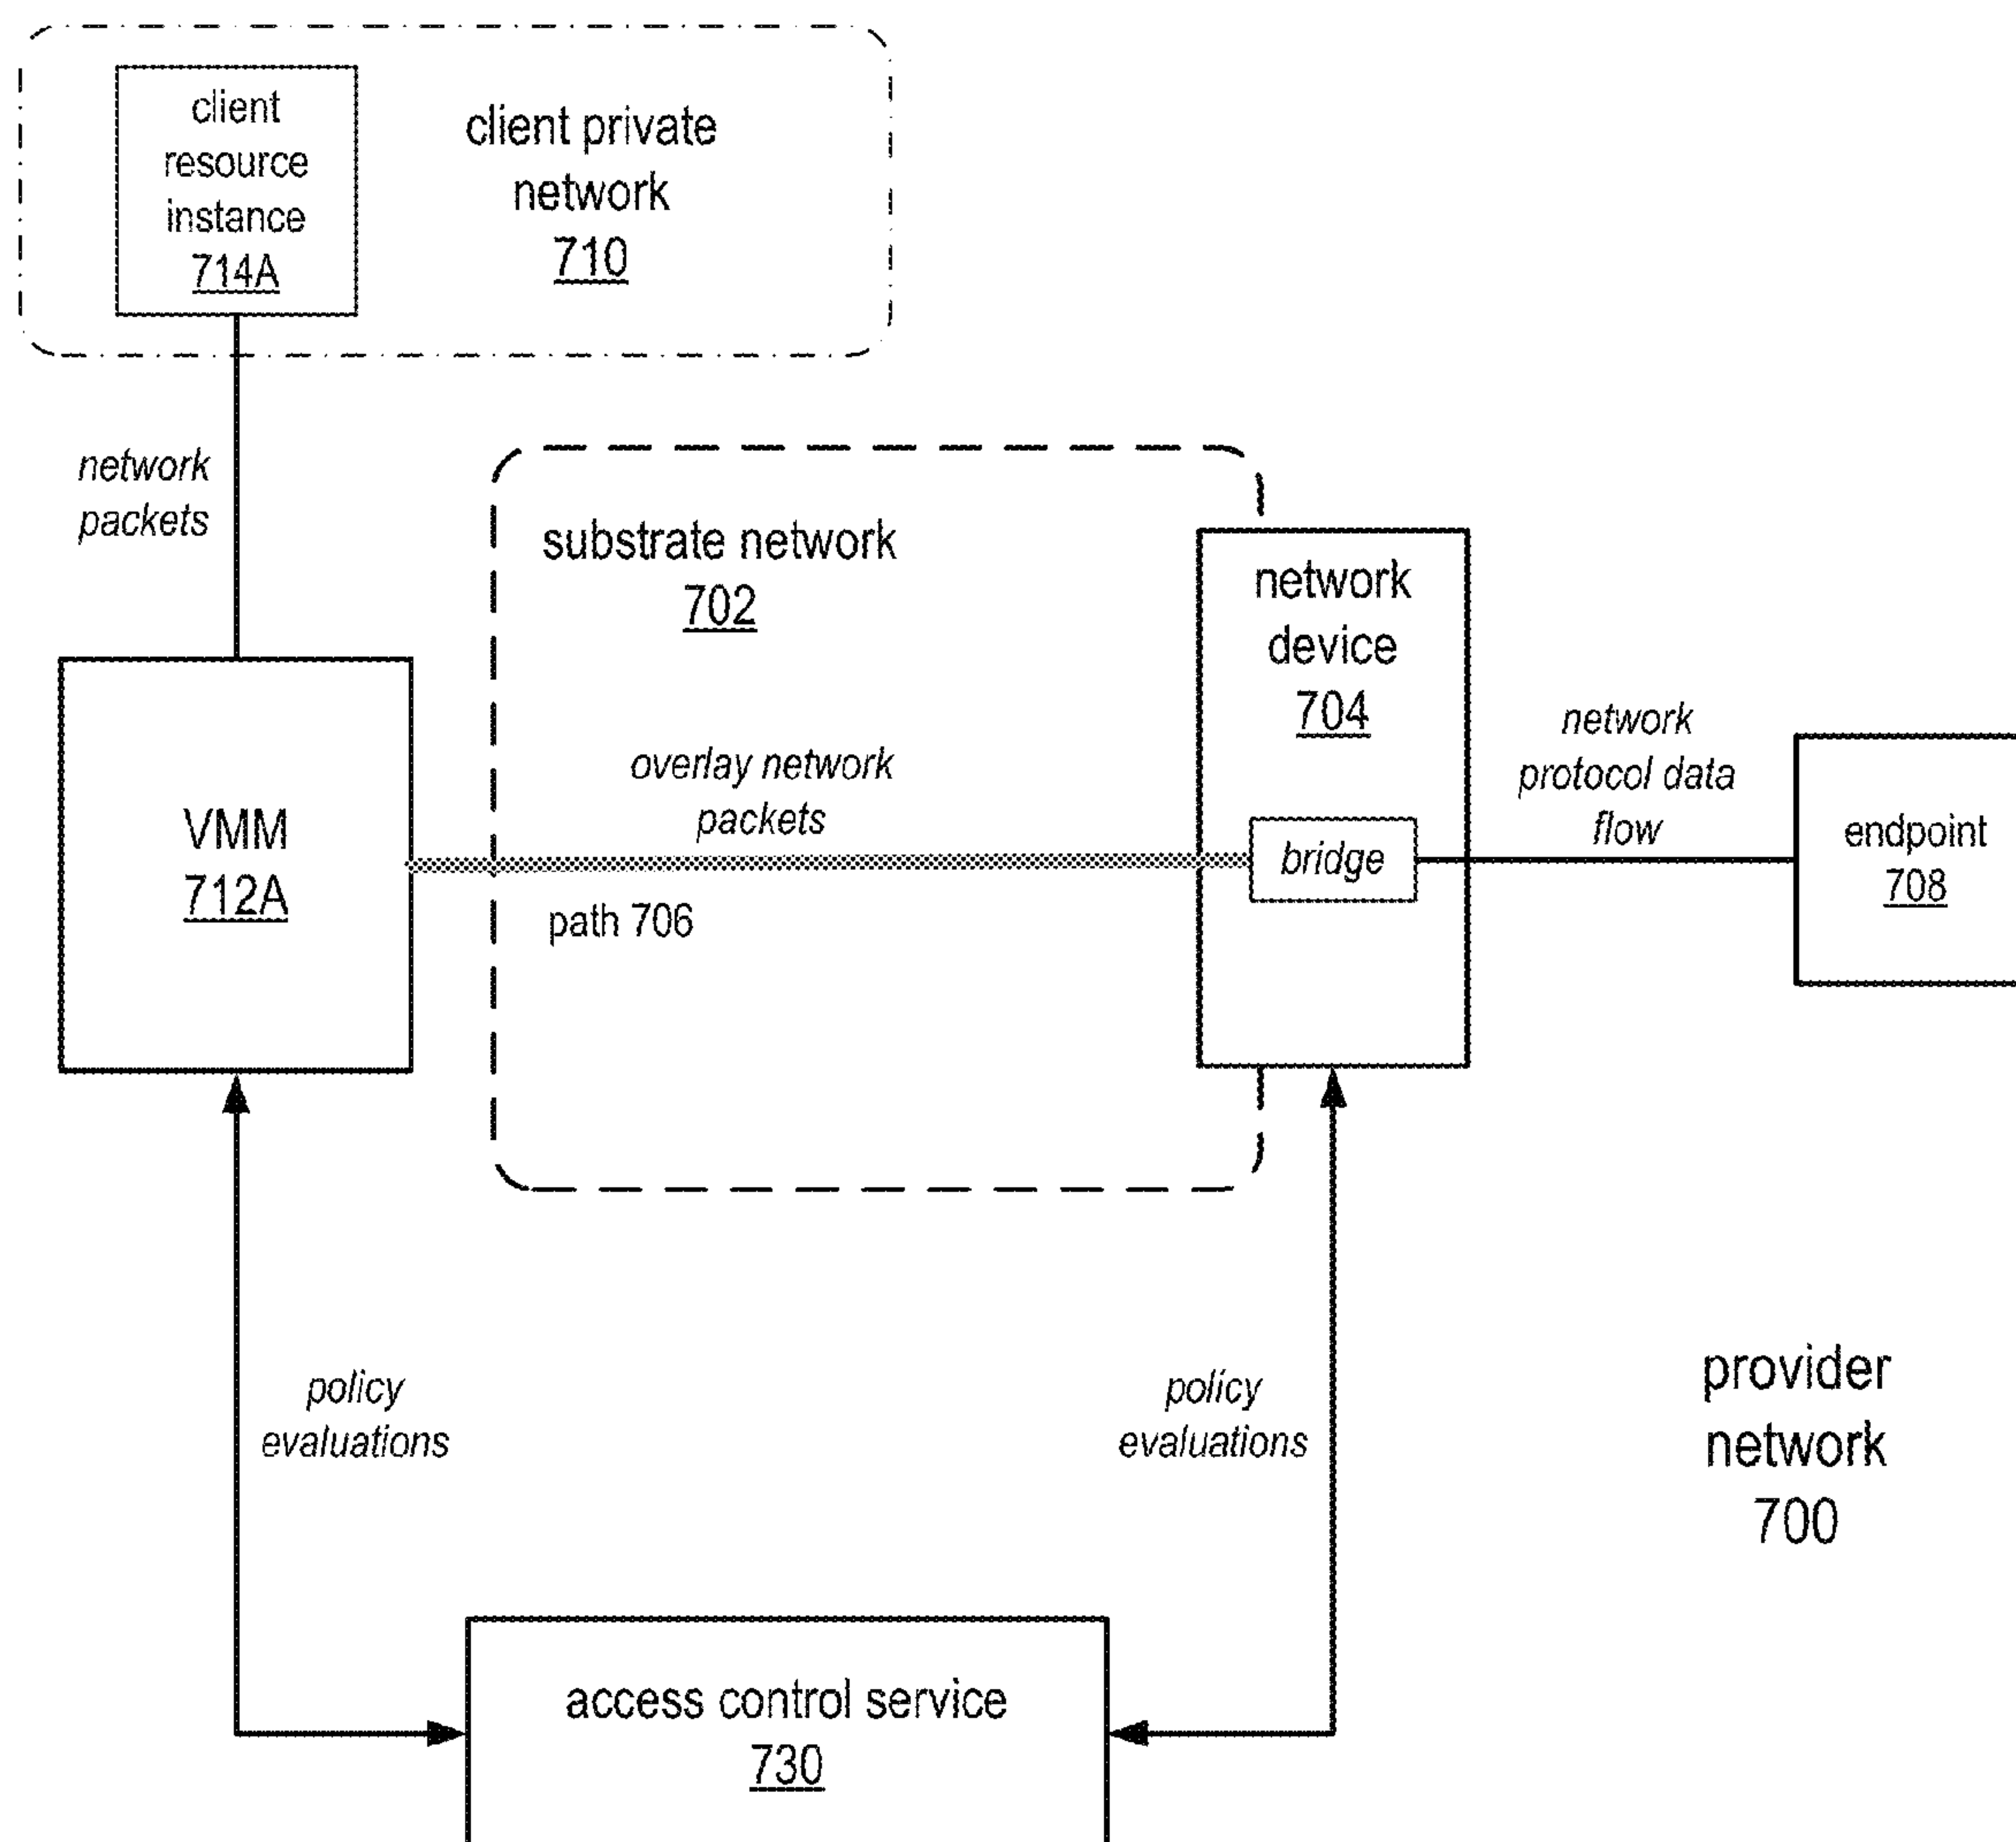 client
resource
instance
714A
client private
network
710
network
packets
substrate network
702
network
device
704
overlay network
packets
network
protocol data
flow
VMM
712A
bridge
endpoint
708
path 706
policy
evaluations
policy
evaluations
provider
network
700
access control service
730